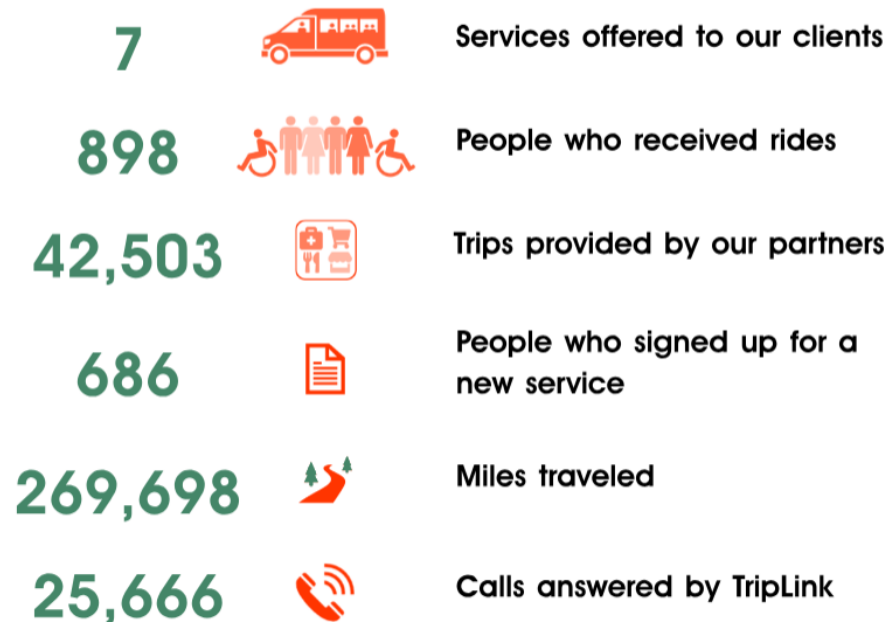 7
Services offered to our clients
898
People who received rides
42,503
Trips provided by our partners
686
People who signed up for a
new service
269,698
Miles traveled
25,666
Calls answered by TripLink